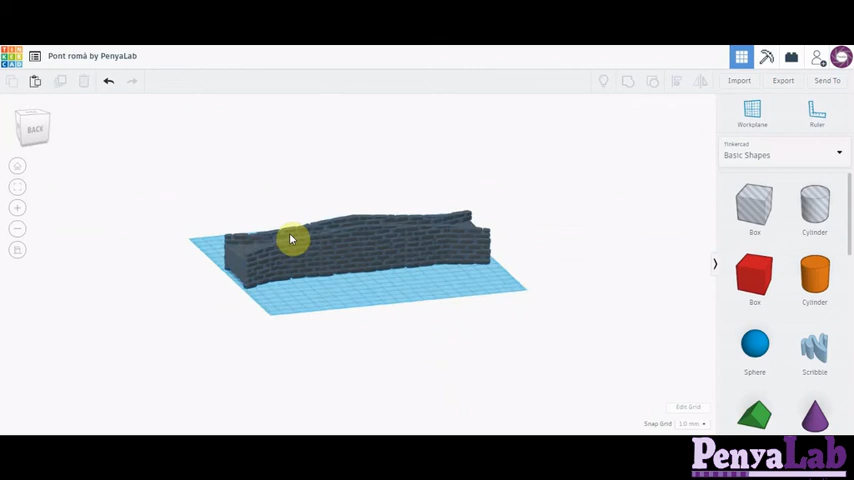 TIN
KER
CAD
Pont romà by PenyaLab
Import
Export
Send To
BACK
Workplane
Ruler
Tinkercad
Basic Shapes
Box
Cylinder
Box
Cylinder
Sphere
Scribble
Edit Grid
Snap Grid 1.0 mm
PenyaLab